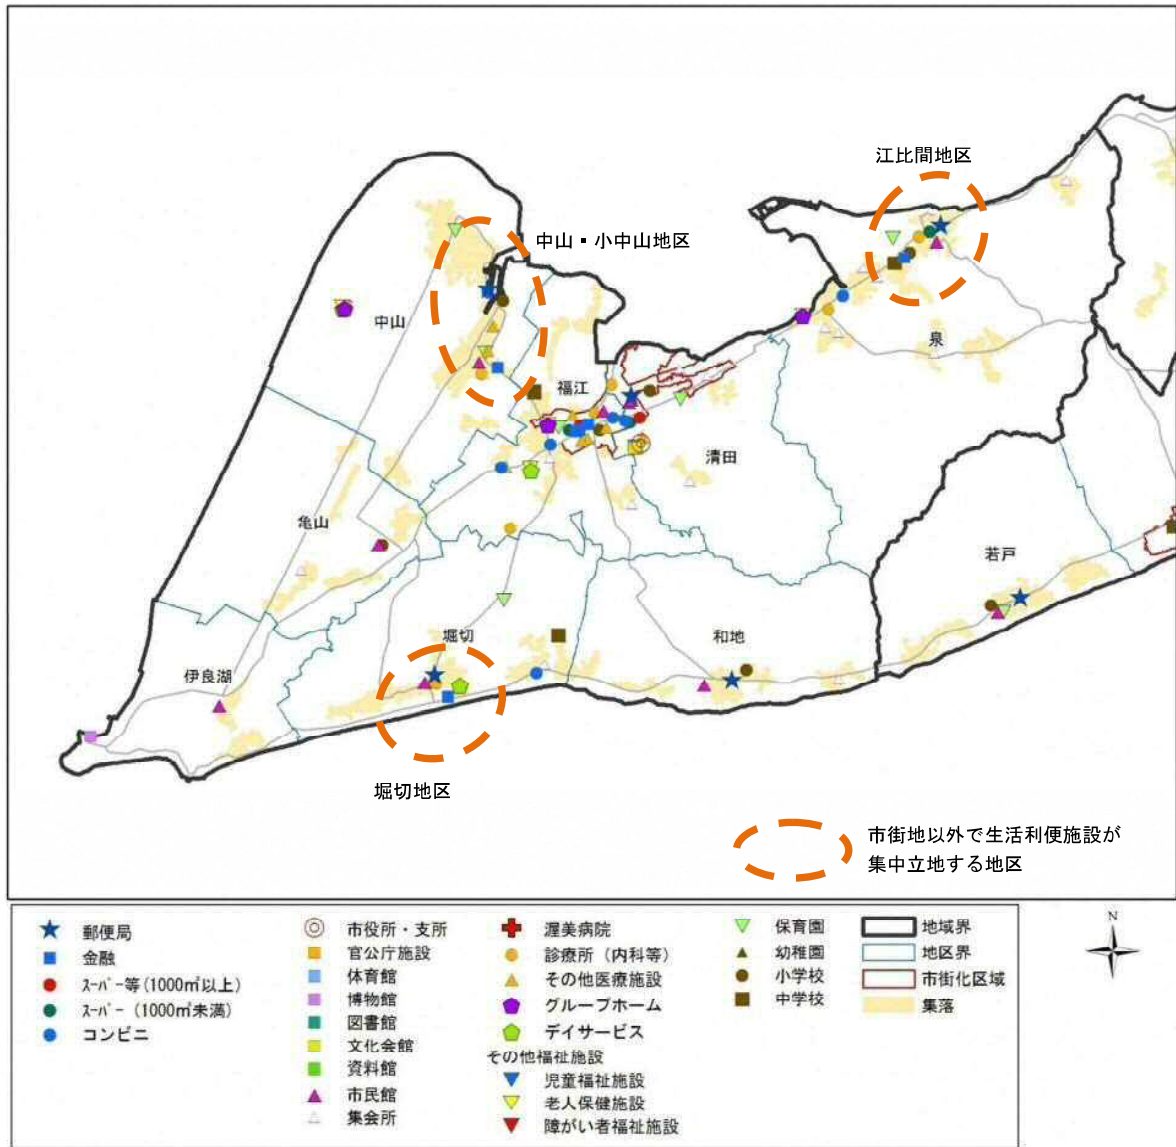 江比間地区
中山・小中山地区
中山
泉
福江
清田
亀山
若戸
堀切
和地
伊良湖
堀切地区
市街地以外で生活利便施設が
集中立地する地区
郵便局
金融
スーパー等(1000㎡以上)
スーパー(1000㎡未満)
コンビニ
市役所・支所
官公庁施設
体育館
博物館
図書館
文化会館
資料館
市民館
集会所
渥美病院
診療所(内科等)
その他医療施設
グループホーム
デイサービス
その他福祉施設
児童福祉施設
老人保健施設
障がい者福祉施設
保育園
幼稚園
小学校
中学校
地域界
地区界
市街化区域
集落
N